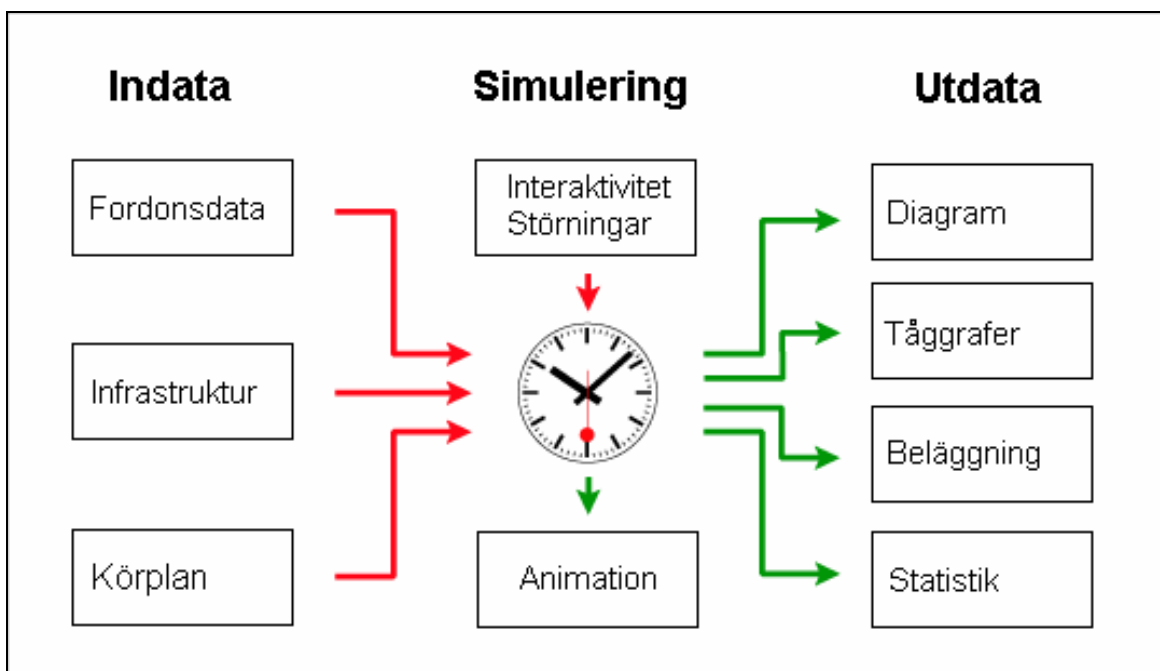 Indata
Fordonsdata
Infrastruktur
Körplan
Simulering
Interaktivitet
Störningar
Animation
Utdata
Diagram
Tåggrafer
Beläggning
Statistik